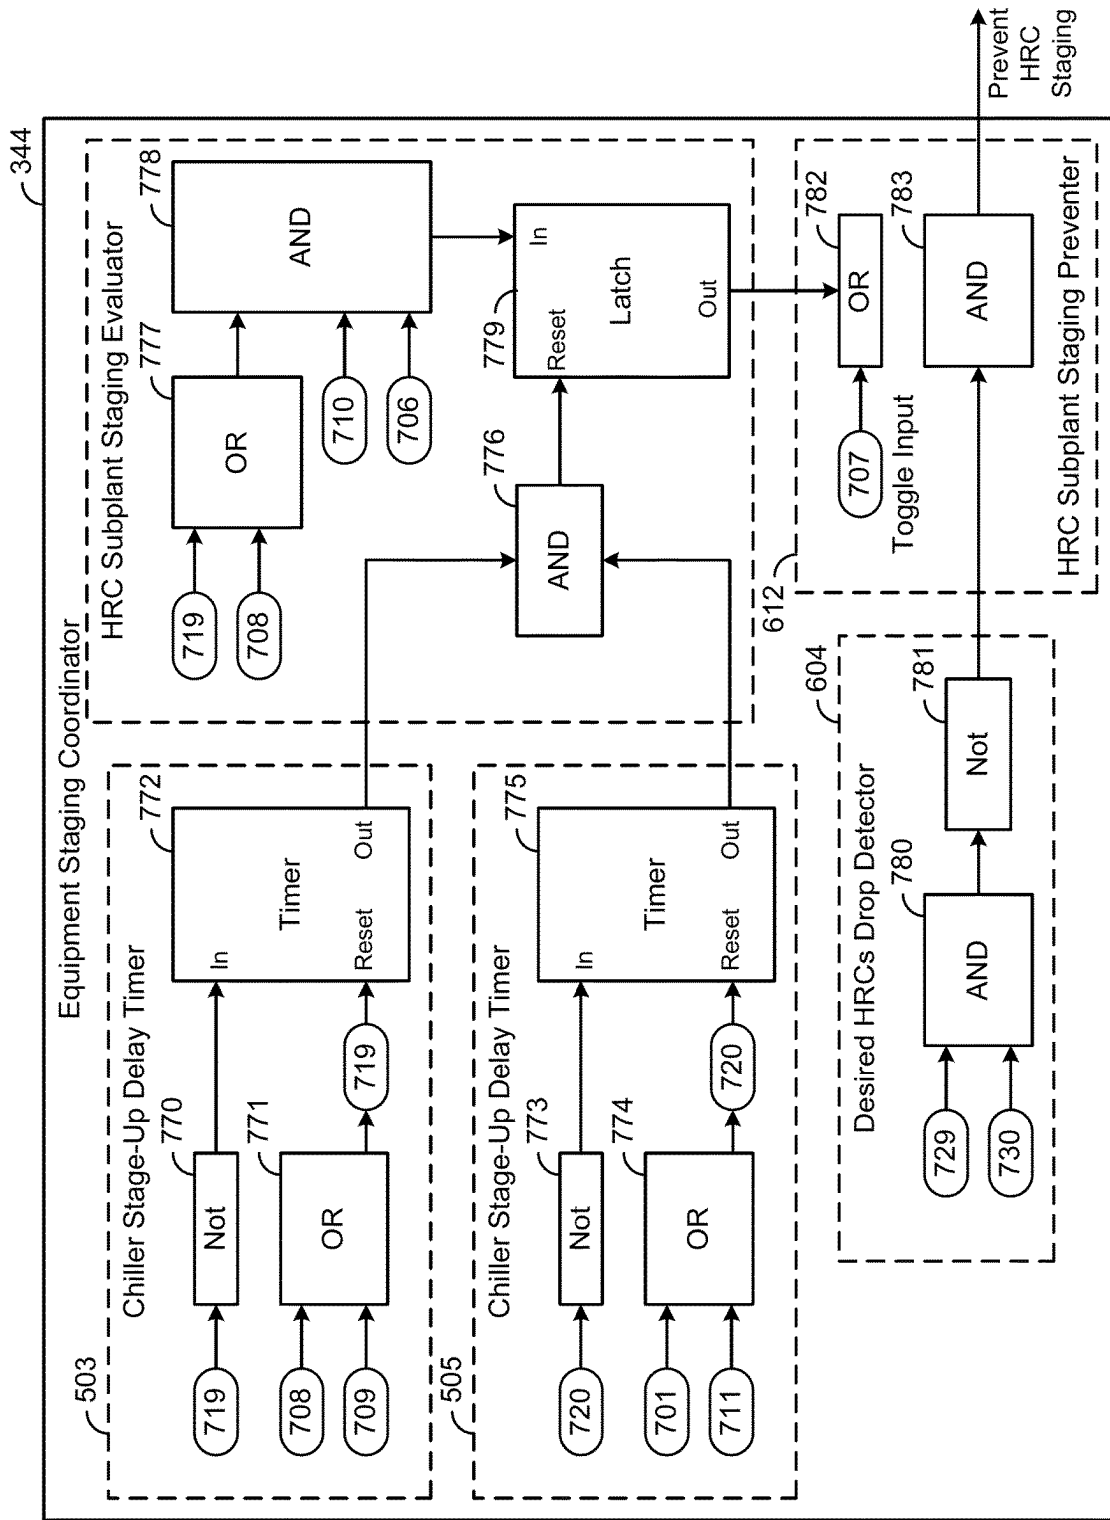 344
Equipment Staging Coordinator
503
Chiller Stage-Up Delay Timer
719
770
Not
708
709
771
OR
719
772
In
Timer
Reset
Out
505
Chiller Stage-Up Delay Timer
720
773
Not
701
711
774
OR
720
775
In
Timer
Reset
Out
HRC Subplant Staging Evaluator
719
708
777
OR
710
706
778
AND
776
AND
779
In
Reset
Latch
Out
604
Desired HRCs Drop Detector
729
730
780
AND
781
Not
612
707
Toggle Input
782
OR
783
AND
HRC Subplant Staging Preventer
Prevent
HRC
Staging